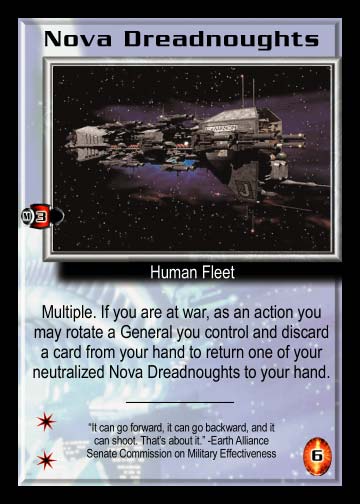 Nova Dreadnoughts
M 3
Human Fleet
Multiple. If you are at war, as an action you
may rotate a General you control and discard
a card from your hand to return one of your
neutralized Nova Dreadnoughts to your hand.
“It can go forward, it can go backward, and it
can shoot. That's about it.” -Earth Alliance
Senate Commission on Military Effectiveness
6